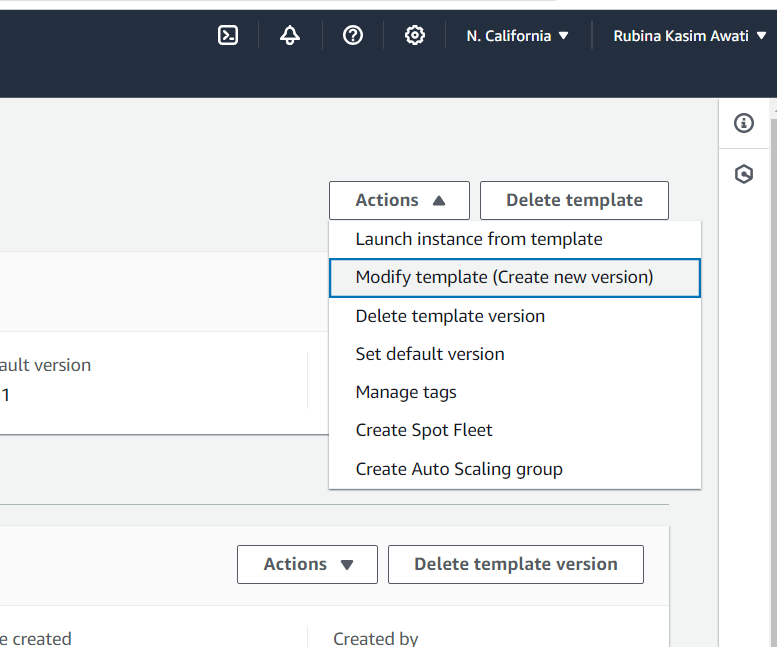 N. California ▼ Rubina Kasim Awati ▼
Actions ▲ Delete template
Launch instance from template
Modify template (Create new version)
Delete template version
Set default version
Manage tags
Create Spot Fleet
Create Auto Scaling group
ault version
1
Actions ▼ Delete template version
e created Created by